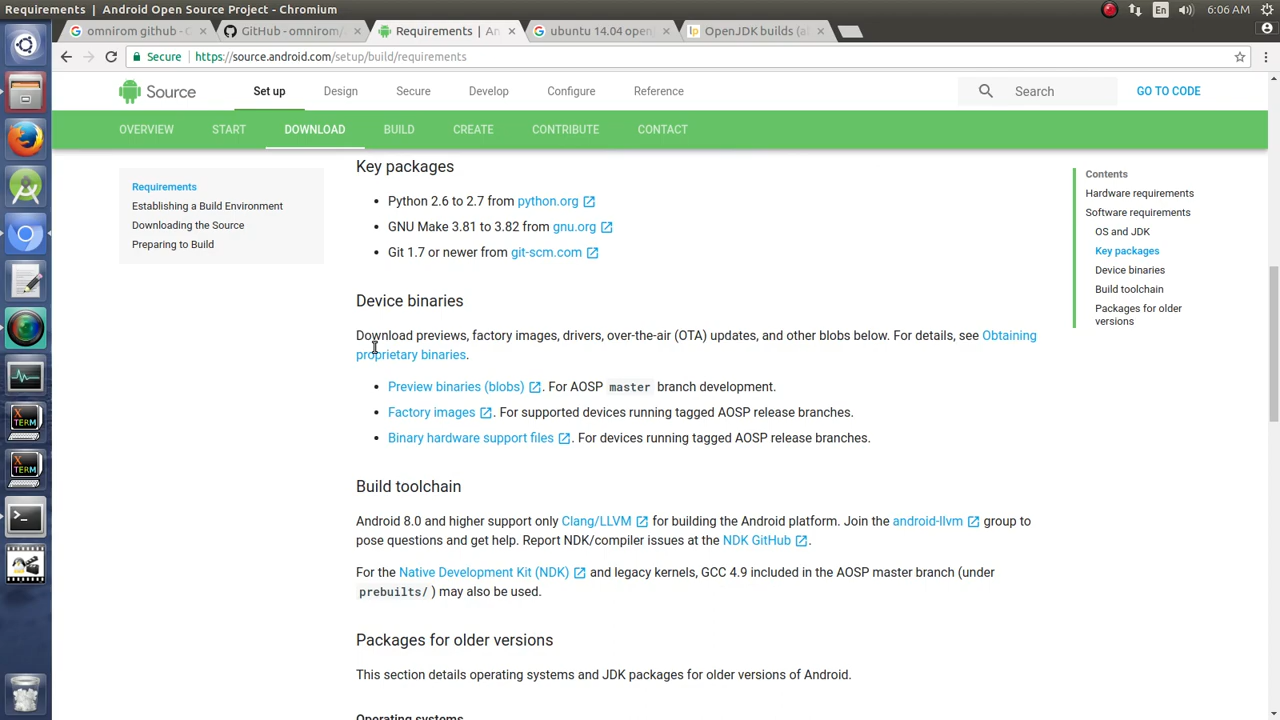 Requirements | Android Open Source Project - Chromium
En
6:06 AM
omnirom github - G
GitHub - omnirom/
Requirements | An
ubuntu 14.04 open
OpenJDK builds (al
Secure
https://source.android.com/setup/build/requirements
Source
Set up
Design
Secure
Develop
Configure
Reference
Search
GO TO CODE
OVERVIEW
START
DOWNLOAD
BUILD
CREATE
CONTRIBUTE
CONTACT
Requirements
Establishing a Build Environment
Downloading the Source
Preparing to Build
Key packages
• Python 2.6 to 2.7 from python.org
• GNU Make 3.81 to 3.82 from gnu.org
• Git 1.7 or newer from git-scm.com
Device binaries
Download previews, factory images, drivers, over-the-air (OTA) updates, and other blobs below. For details, see Obtaining
proprietary binaries.
• Preview binaries (blobs) . For AOSP master branch development.
• Factory images . For supported devices running tagged AOSP release branches.
• Binary hardware support files . For devices running tagged AOSP release branches.
Build toolchain
Android 8.0 and higher support only Clang/LLVM for building the Android platform. Join the android-llvm group to
pose questions and get help. Report NDK/compiler issues at the NDK GitHub .
For the Native Development Kit (NDK) and legacy kernels, GCC 4.9 included in the AOSP master branch (under
prebuilts/ ) may also be used.
Packages for older versions
This section details operating systems and JDK packages for older versions of Android.
Operating systems
Contents
Hardware requirements
Software requirements
OS and JDK
Key packages
Device binaries
Build toolchain
Packages for older
versions
X
TERM
X
TERM